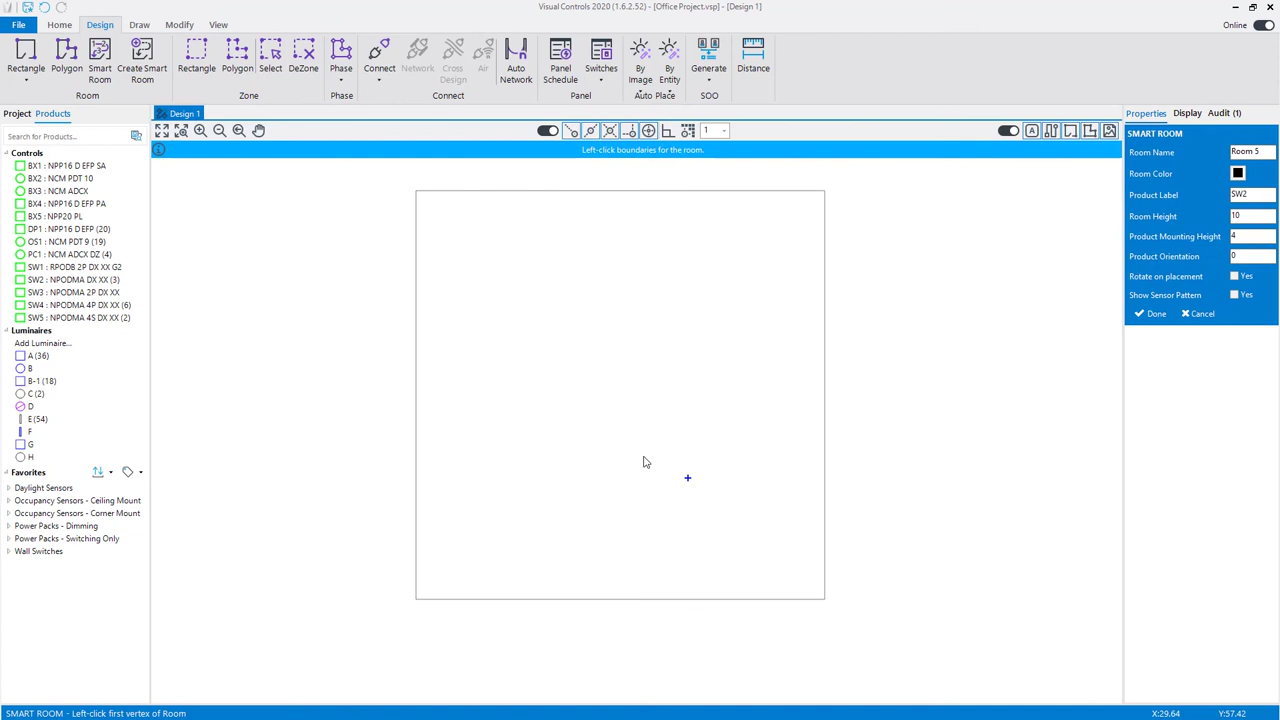 Visual Controls 2020 (1.6.2.52) - [Office Project.vsp] - [Design 1]
File Home Design Draw Modify View Online
Rectangle Polygon Smart Room Create Smart Room Rectangle Polygon Select DeZone Phase Connect Network Cross Design Air Auto Network Panel Schedule Switches By Image By Entity Generate Distance
Room Zone Phase Connect Panel Auto Place SOO
Project Products
Design 1
Properties Display Audit (1)
Search for Products...
1
A
Left-click boundaries for the room.
Controls
BX1 : NPP16 D EFP SA
BX2 : NCM PDT 10
BX3 : NCM ADCX
BX4 : NPP16 D EFP PA
BX5 : NPP20 PL
DP1 : NPP16 D EFP (20)
OS1 : NCM PDT 9 (19)
PC1 : NCM ADCX DZ (4)
SW1 : RPODB 2P DX XX G2
SW2 : NPODMA DX XX (3)
SW3 : NPODMA 2P DX XX
SW4 : NPODMA 4P DX XX (6)
SW5 : NPODMA 4S DX XX (2)
Luminaires
Add Luminaire...
A (36)
B
B-1 (18)
C (2)
D
E (54)
F
G
H
Favorites
Daylight Sensors
Occupancy Sensors - Ceiling Mount
Occupancy Sensors - Corner Mount
Power Packs - Dimming
Power Packs - Switching Only
Wall Switches
SMART ROOM
Room Name Room 5
Room Color
Product Label SW2
Room Height 10
Product Mounting Height 4
Product Orientation 0
Rotate on placement Yes
Show Sensor Pattern Yes
Done Cancel
SMART ROOM - Left-click first vertex of Room X:29.64 Y:57.42